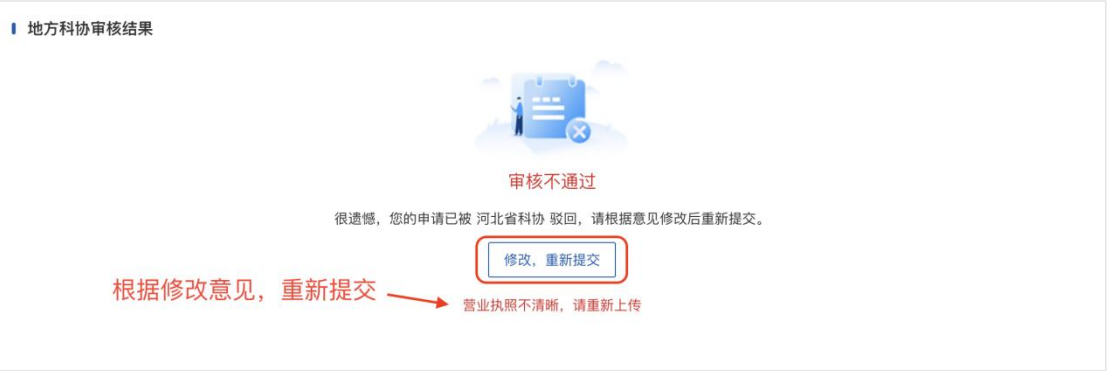 地方科协审核结果
审核不通过
很遗憾，您的申请已被 河北省科协 驳回，请根据意见修改后重新提交。
修改，重新提交
根据修改意见，重新提交
营业执照不清晰，请重新上传